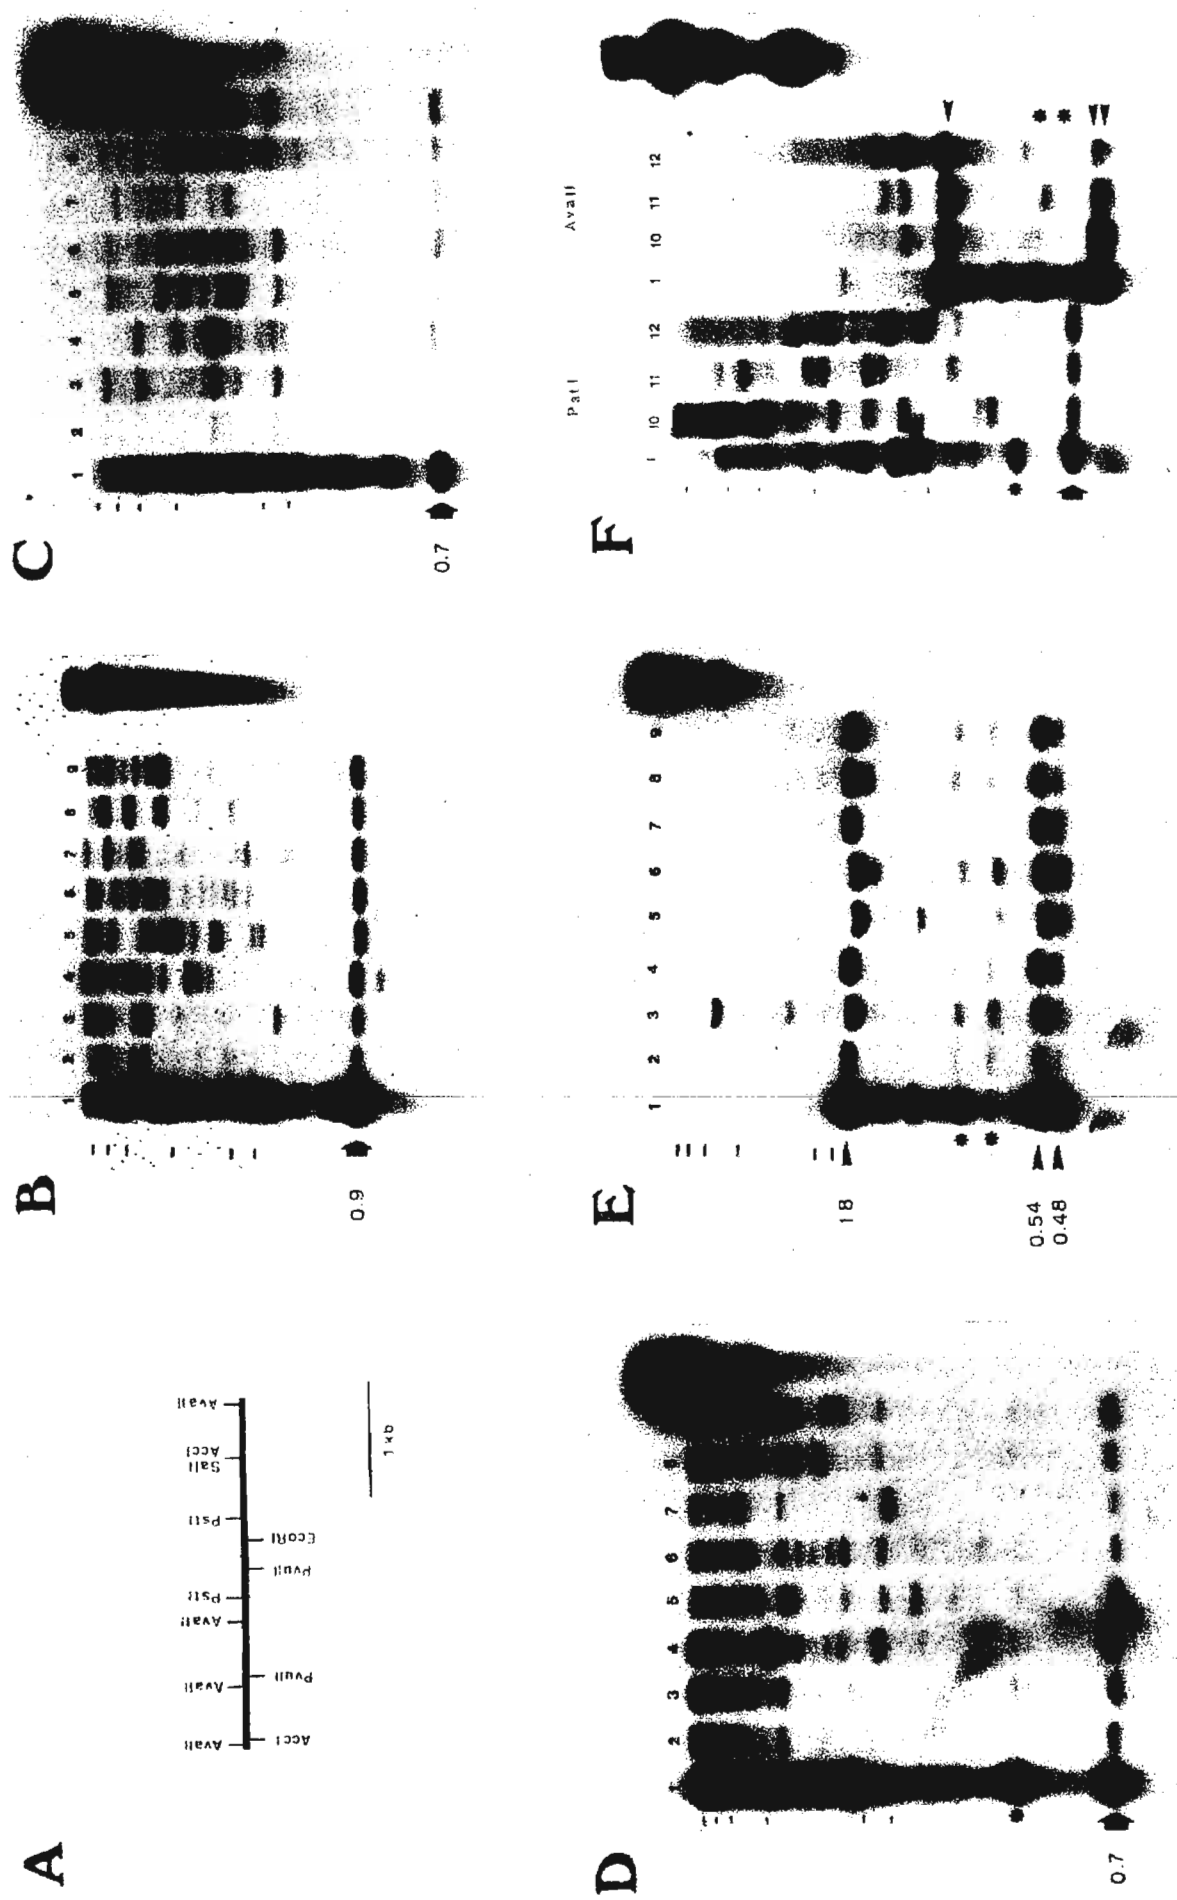 A
AvaII
AccI
SalI
PstI
EcoRI
PvuII
PstI
AvaII
PvuII
AvaII
AvaII
AccI
1 kb
B
1 2 3 4 5 6 7 8 9
0.9
C
1 2 3 4 5 6 7
0.7
D
1 2 3 4 5 6 7 8
*
0.7
E
1 2 3 4 5 6 7 8 9
18
*
*
0.54
0.48
F
PstI AvaII
1 10 11 12 1 10 11 12
*
* *